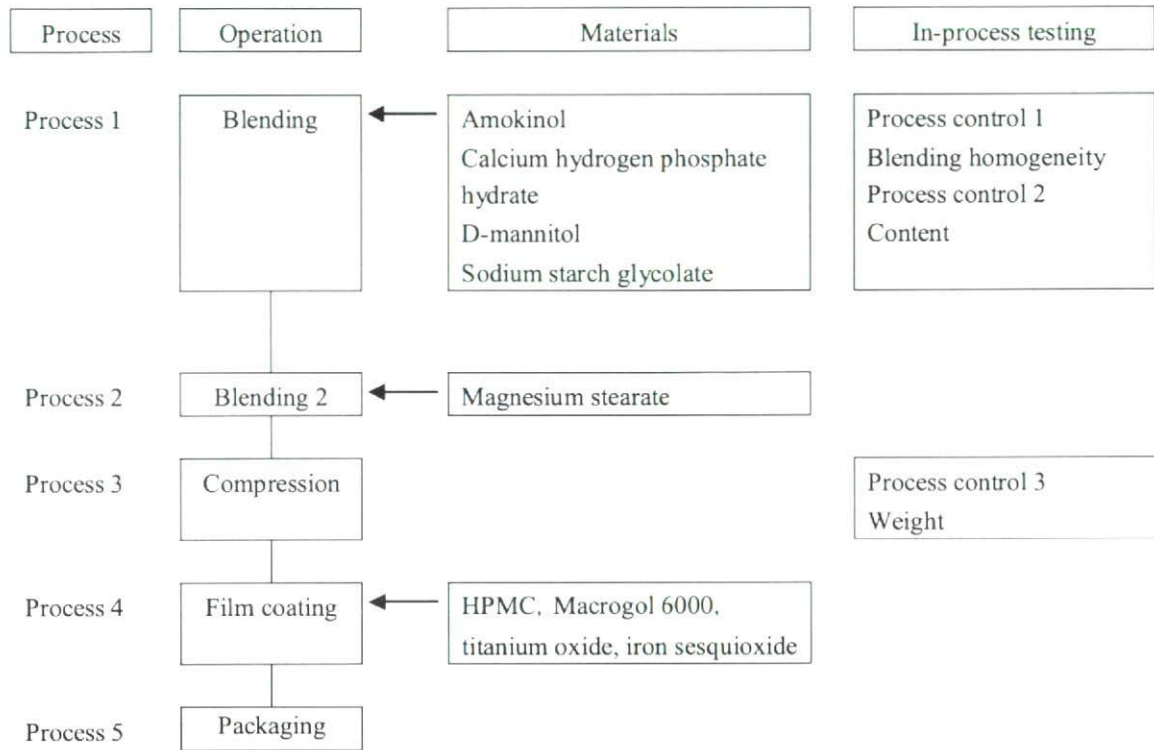 Process
Operation
Materials
In-process testing
Process 1
Blending
Amokinol
Calcium hydrogen phosphate
hydrate
D-mannitol
Sodium starch glycolate
Process control 1
Blending homogeneity
Process control 2
Content
Process 2
Blending 2
Magnesium stearate
Process 3
Compression
Process control 3
Weight
Process 4
Film coating
HPMC, Macrogol 6000,
titanium oxide, iron sesquioxide
Process 5
Packaging